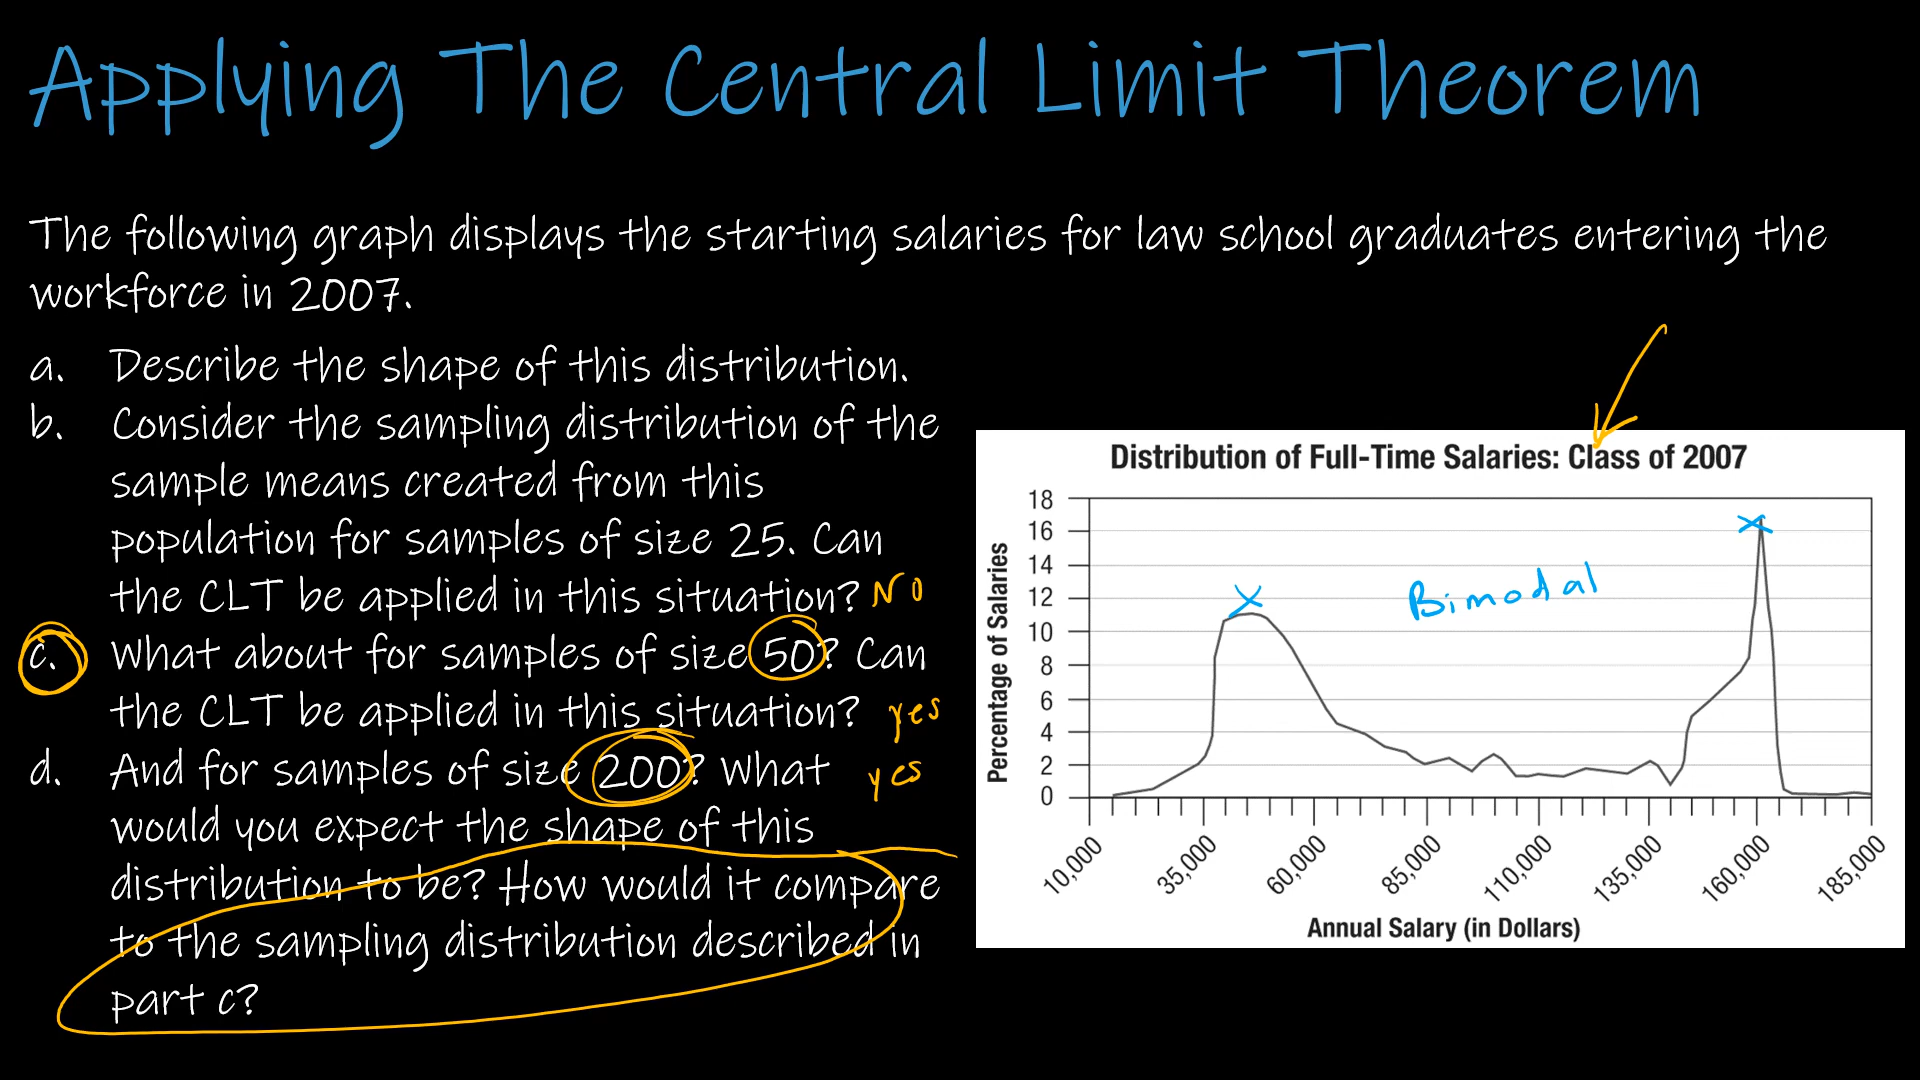 Applying The Central Limit Theorem
The following graph displays the starting salaries for law school graduates entering the
workforce in 2007.
a. Describe the shape of this distribution.
b. Consider the sampling distribution of the
sample means created from this
population for samples of size 25. Can
the CLT be applied in this situation? No
c. What about for samples of size 50? Can
the CLT be applied in this situation? yes
d. And for samples of size 200? What yes
would you expect the shape of this
distribution to be? How would it compare
to the sampling distribution described in
part c?
Distribution of Full-Time Salaries: Class of 2007
Percentage of Salaries
18
16
14
12
10
8
6
4
2
0
Bimodal
10,000 35,000 60,000 85,000 110,000 135,000 160,000 185,000
Annual Salary (in Dollars)